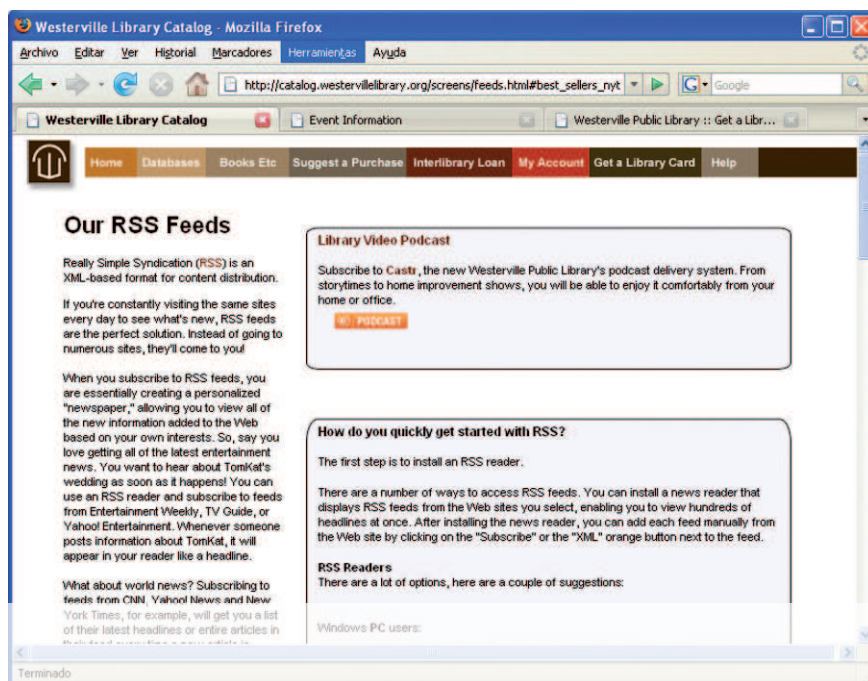 Westerville Library Catalog - Mozilla Firefox
Archivo Editar Ver Historial Marcadores Herramientas Ayuda
http://catalog.westervillelibrary.org/screens/feeds.html#best_sellers_nyt
G Google
Westerville Library Catalog
Event Information
Westerville Public Library :: Get a Libr...
Home Databases Books Etc Suggest a Purchase Interlibrary Loan My Account Get a Library Card Help
Our RSS Feeds
Really Simple Syndication (RSS) is an
XML-based format for content distribution.
If you're constantly visiting the same sites
every day to see what's new, RSS feeds
are the perfect solution. Instead of going to
numerous sites, they'll come to you!
When you subscribe to RSS feeds, you
are essentially creating a personalized
"newspaper," allowing you to view all of
the new information added to the Web
based on your own interests. So, say you
love getting all of the latest entertainment
news. You want to hear about TomKat's
wedding as soon as it happens! You can
use an RSS reader and subscribe to feeds
from Entertainment Weekly, TV Guide, or
Yahoo! Entertainment. Whenever someone
posts information about TomKat, it will
appear in your reader like a headline.
What about world news? Subscribing to
feeds from CNN, Yahoo! News and New
York Times, for example, will get you a list
of their latest headlines or entire articles in
their feed every time a new article is
Library Video Podcast
Subscribe to Castr, the new Westerville Public Library's podcast delivery system. From
storytimes to home improvement shows, you will be able to enjoy it comfortably from your
home or office.
PODCAST
How do you quickly get started with RSS?
The first step is to install an RSS reader.
There are a number of ways to access RSS feeds. You can install a news reader that
displays RSS feeds from the Web sites you select, enabling you to view hundreds of
headlines at once. After installing the news reader, you can add each feed manually from
the Web site by clicking on the "Subscribe" or the "XML" orange button next to the feed.
RSS Readers
There are a lot of options, here are a couple of suggestions:
Windows PC users:
Terminado